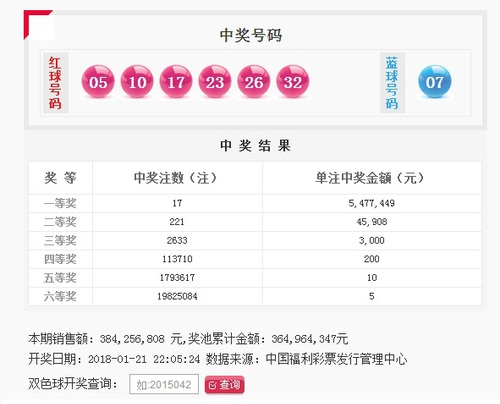 中奖号码
红球号码 05 10 17 23 26 32 蓝球号码 07
中 奖 结 果
奖 等 中奖注数（注） 单注中奖金额（元）
一等奖 17 5,477,449
二等奖 221 45,908
三等奖 2633 3,000
四等奖 113710 200
五等奖 1793617 10
六等奖 19825084 5
本期销售额：384,256,808 元,奖池累计金额：364,964,347元
开奖日期：2018-01-21 22:05:24 数据来源：中国福利彩票发行管理中心
双色球开奖查询： 如:2015042 查询